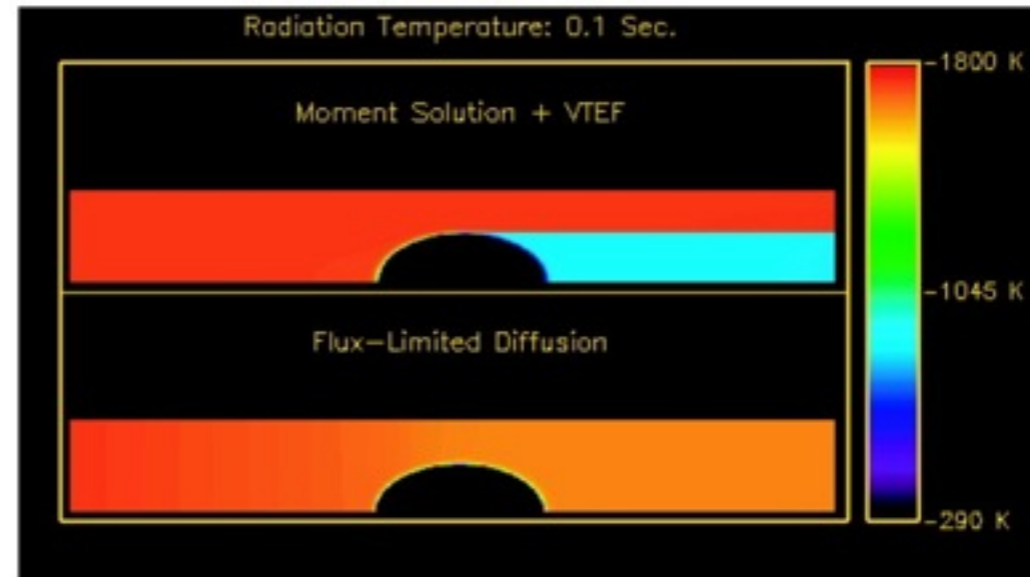 Radiation Temperature: 0.1 Sec.
-1800 K
Moment Solution + VTEF
-1045 K
Flux-Limited Diffusion
-290 K